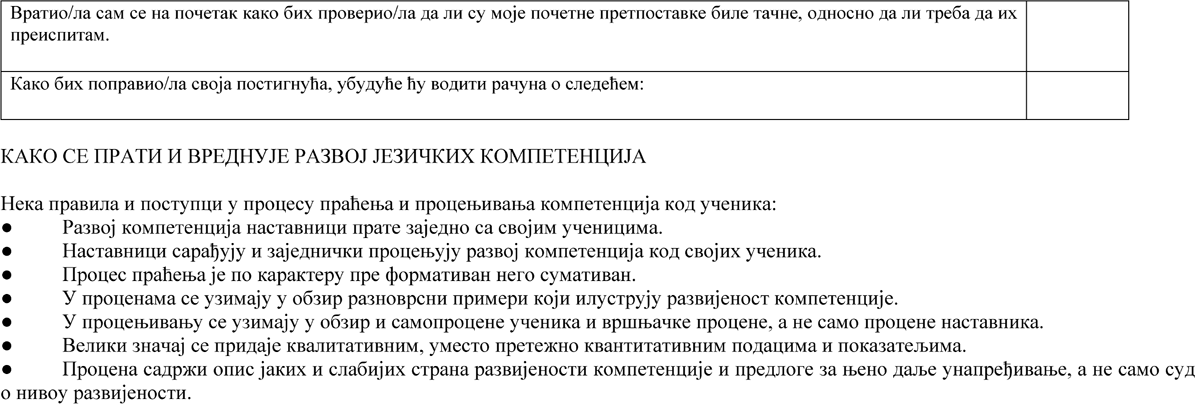 Вратио/ла сам се на почетак како бих проверио/ла да ли су моје почетне претпоставке биле тачне, односно да ли треба да их
преиспитам.
Како бих поправио/ла своја постигнућа, убудуће ћу водити рачуна о следећем:
КАКО СЕ ПРАТИ И ВРЕДНУЈЕ РАЗВОЈ ЈЕЗИЧКИХ КОМПЕТЕНЦИЈА
Нека правила и поступци у процесу праћења и процењивања компетенција код ученика:
● Развој компетенција наставници прате заједно са својим ученицима.
● Наставници сарађују и заједнички процењују развој компетенција код својих ученика.
● Процес праћења је по карактеру пре формативан него сумативан.
● У проценама се узимају у обзир разноврсни примери који илуструју развијеност компетенције.
● У процењивању се узимају у обзир и самопроцене ученика и вршњачке процене, а не само процене наставника.
● Велики значај се придаје квалитативним, уместо претежно квантитативним подацима и показатељима.
● Процена садржи опис јаких и слабијих страна развијености компетенције и предлоге за њено даље унапређивање, а не само суд
о нивоу развијености.